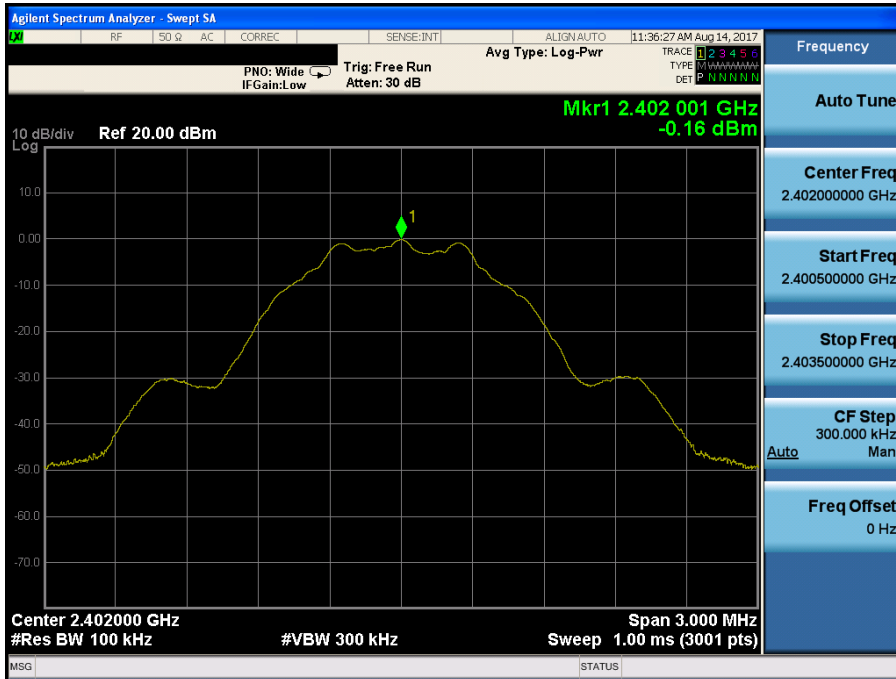 Agilent Spectrum Analyzer - Swept SA
LXI RF 50 Ω AC CORREC SENSE:INT ALIGN AUTO 11:36:27 AM Aug 14, 2017
PNO: Wide
IFGain:Low
Trig: Free Run
Atten: 30 dB
Avg Type: Log-Pwr
TRACE 1 2 3 4 5 6
TYPE MWWWWW
DET P N N N N N
Mkr1 2.402 001 GHz
-0.16 dBm
10 dB/div Ref 20.00 dBm
Log
1
10.0
0.00
-10.0
-20.0
-30.0
-40.0
-50.0
-60.0
-70.0
Center 2.402000 GHz Span 3.000 MHz
#Res BW 100 kHz #VBW 300 kHz Sweep 1.00 ms (3001 pts)
MSG STATUS
Frequency
Auto Tune
Center Freq
2.402000000 GHz
Start Freq
2.400500000 GHz
Stop Freq
2.403500000 GHz
CF Step
300.000 kHz
Auto Man
Freq Offset
0 Hz